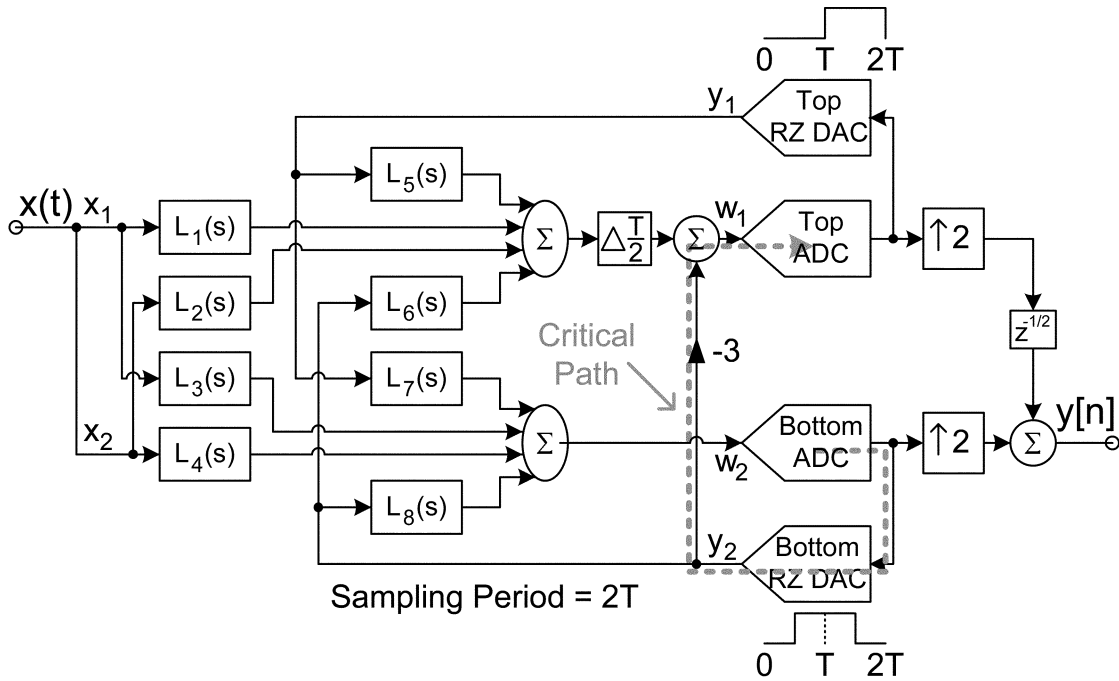 0 T 2T
y1
Top
RZ DAC
L5(s)
x(t) x1
L1(s)
Σ
△ T/2
Σ
w1
Top
ADC
↑2
L2(s)
L6(s)
z-1/2
Critical
Path
-3
L3(s)
L7(s)
x2
L4(s)
Σ
w2
Bottom
ADC
↑2
Σ
y[n]
L8(s)
y2
Bottom
RZ DAC
Sampling Period = 2T
0 T 2T